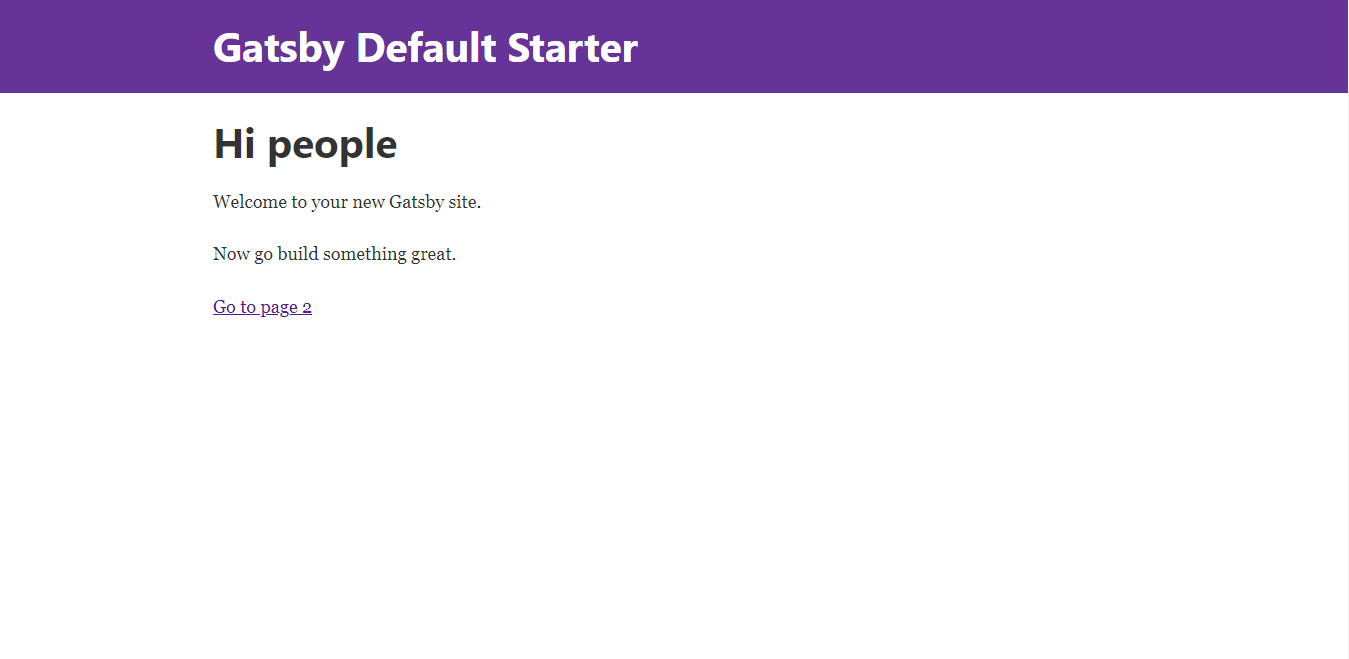 Gatsby Default Starter
Hi people
Welcome to your new Gatsby site.
Now go build something great.
Go to page 2